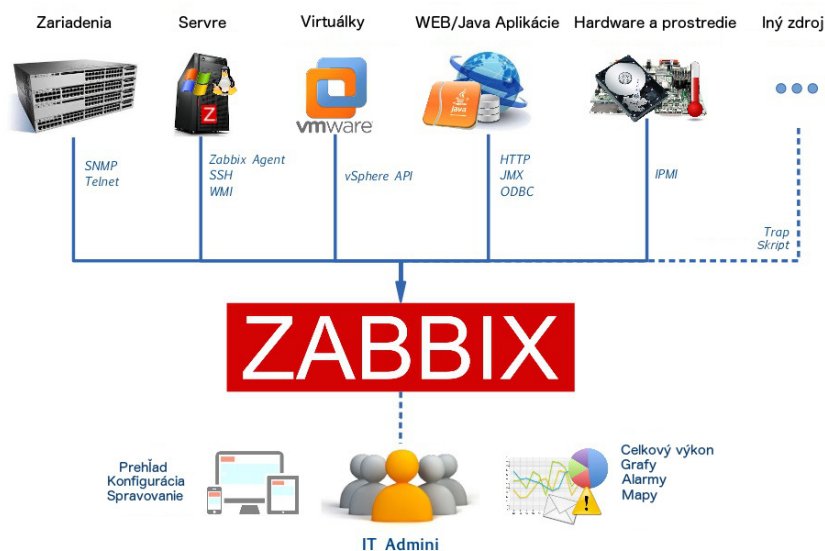 Zariadenia
Servre
Virtuálky
WEB/Java Aplikácie
Hardware a prostredie
Iný zdroj
Z
vmware
Java
SNMP
Telnet
Zabbix Agent
SSH
WMI
vSphere API
HTTP
JMX
ODBC
IPMI
Trap
Skript
ZABBIX
Prehľad
Konfigurácia
Spravovanie
Celkový výkon
Grafy
Alarmy
Mapy
IT Admini